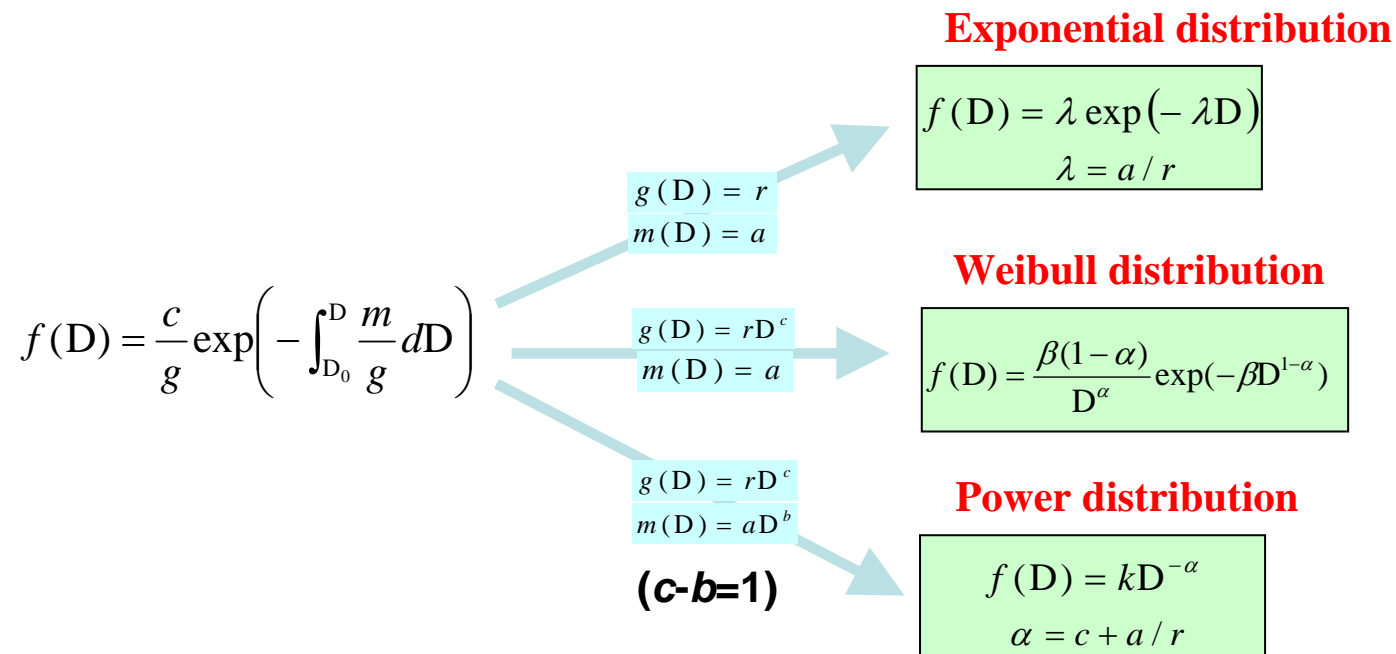 f(D) = c/g exp(−∫_{D₀}^{D} m/g dD)
g(D) = r
m(D) = a
Exponential distribution
f(D) = λ exp(−λD)
λ = a / r
g(D) = rD^c
m(D) = a
Weibull distribution
f(D) = β(1−α)/D^α exp(−βD^{1−α})
g(D) = rD^c
m(D) = aD^b
(c-b=1)
Power distribution
f(D) = kD^{−α}
α = c + a / r